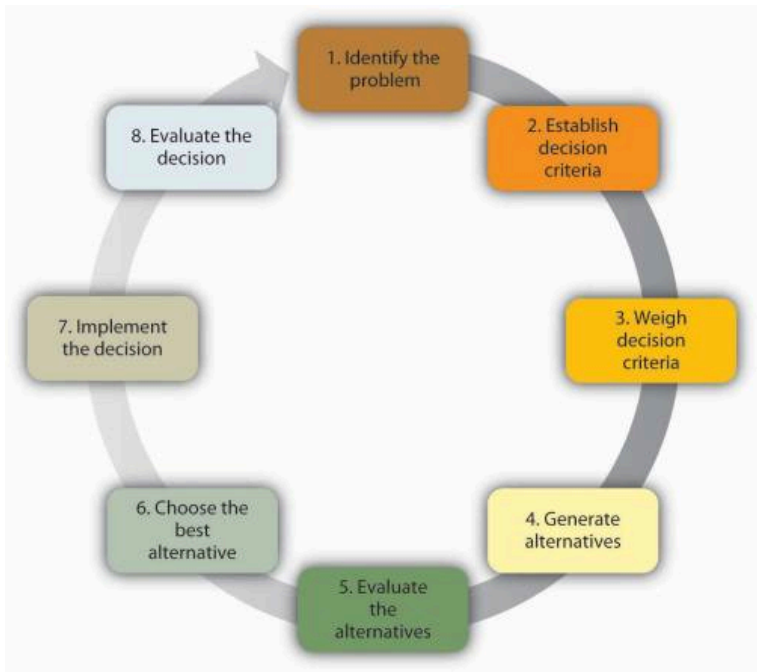 1. Identify the
problem
2. Establish
decision
criteria
3. Weigh
decision
criteria
4. Generate
alternatives
5. Evaluate
the
alternatives
6. Choose the
best
alternative
7. Implement
the decision
8. Evaluate the
decision